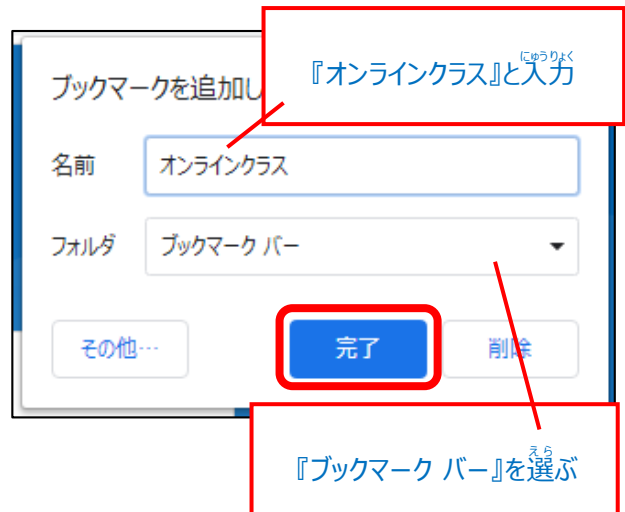 『オンラインクラス』と入力
にゅうりょく
ブックマークを追加し
名前
オンラインクラス
フォルダ
ブックマーク バー
その他…
完了
削除
『ブックマーク バー』を選ぶ
えら